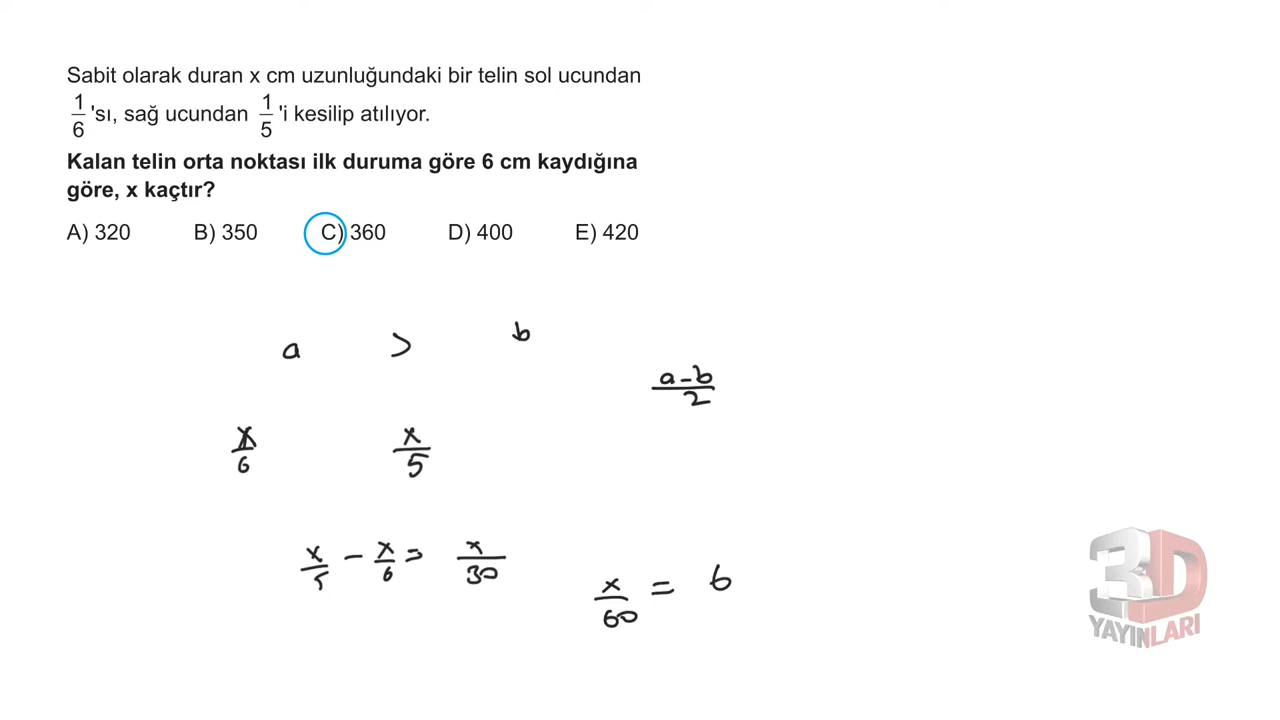 Sabit olarak duran x cm uzunluğundaki bir telin sol ucundan
1/6 'sı, sağ ucundan 1/5 'i kesilip atılıyor.
Kalan telin orta noktası ilk duruma göre 6 cm kaydığına
göre, x kaçtır?
A) 320 B) 350 C) 360 D) 400 E) 420
a > b
a-b/2
x/6 x/5
x/5 - x/6 = x/30
x/60 = 6
3D
YAYINLARI